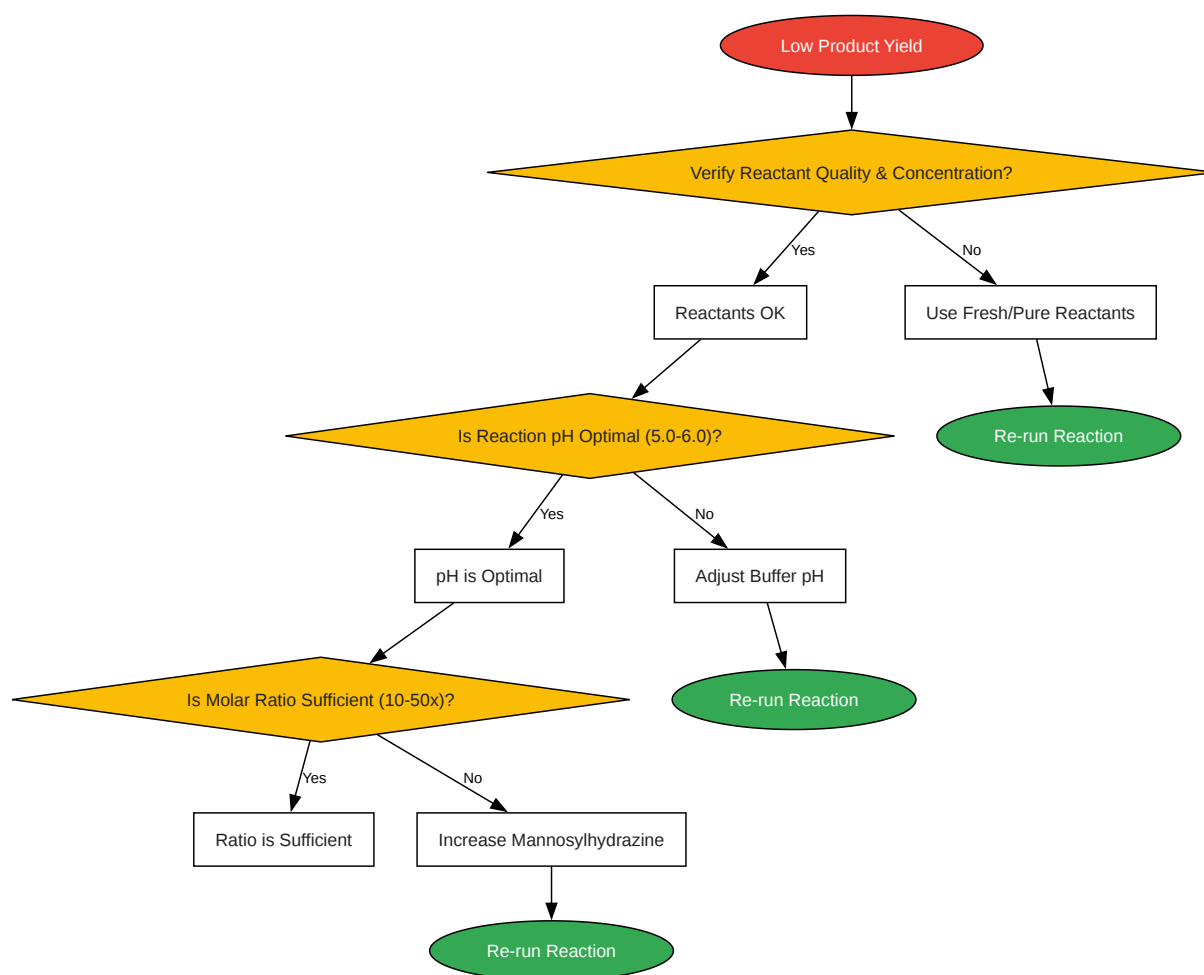 Low Product Yield
Verify Reactant Quality & Concentration?
Yes
No
Reactants OK
Use Fresh/Pure Reactants
Is Reaction pH Optimal (5.0-6.0)?
Re-run Reaction
Yes
No
pH is Optimal
Adjust Buffer pH
Is Molar Ratio Sufficient (10-50x)?
Re-run Reaction
Yes
No
Ratio is Sufficient
Increase Mannosylhydrazine
Re-run Reaction